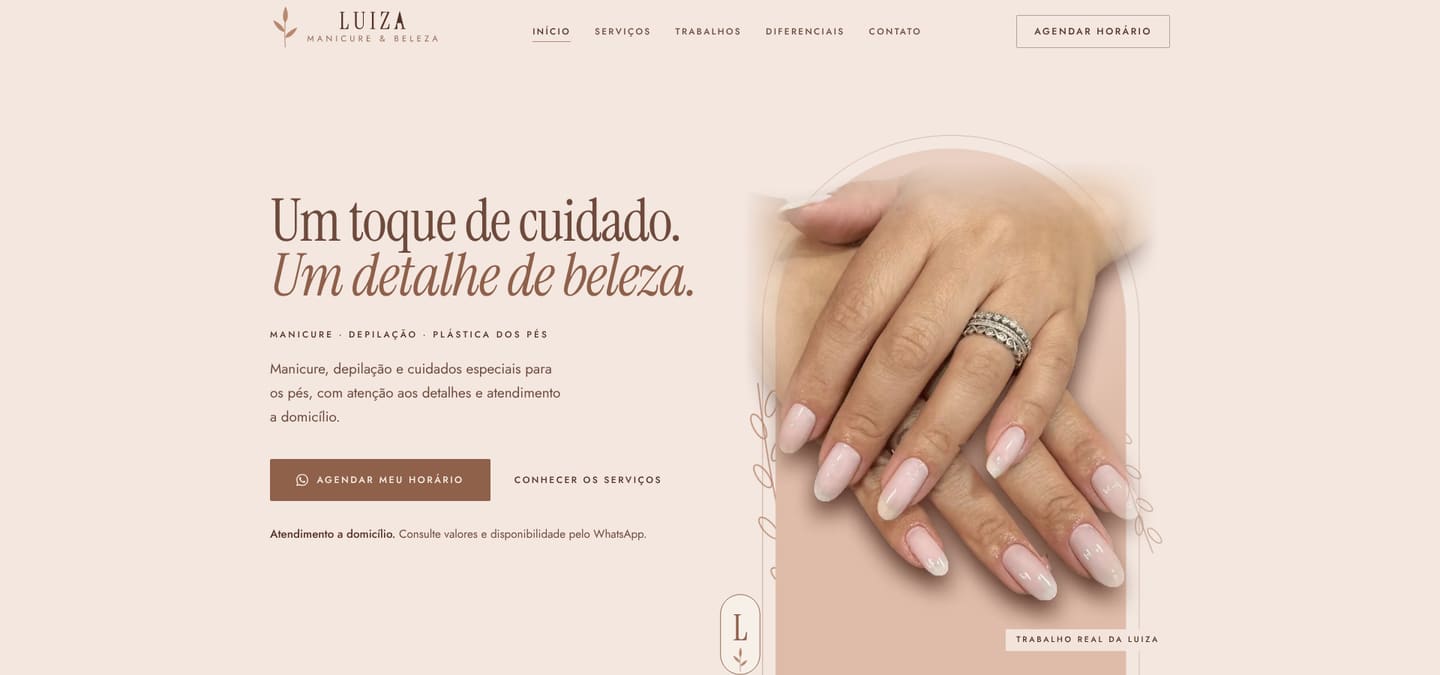 LUIZA
MANICURE & BELEZA
INÍCIO
SERVIÇOS
TRABALHOS
DIFERENCIAIS
CONTATO
AGENDAR HORÁRIO
Um toque de cuidado.
Um detalhe de beleza.
MANICURE · DEPILAÇÃO · PLÁSTICA DOS PÉS
Manicure, depilação e cuidados especiais para
os pés, com atenção aos detalhes e atendimento
a domicílio.
AGENDAR MEU HORÁRIO
CONHECER OS SERVIÇOS
Atendimento a domicílio. Consulte valores e disponibilidade pelo WhatsApp.
L
TRABALHO REAL DA LUIZA